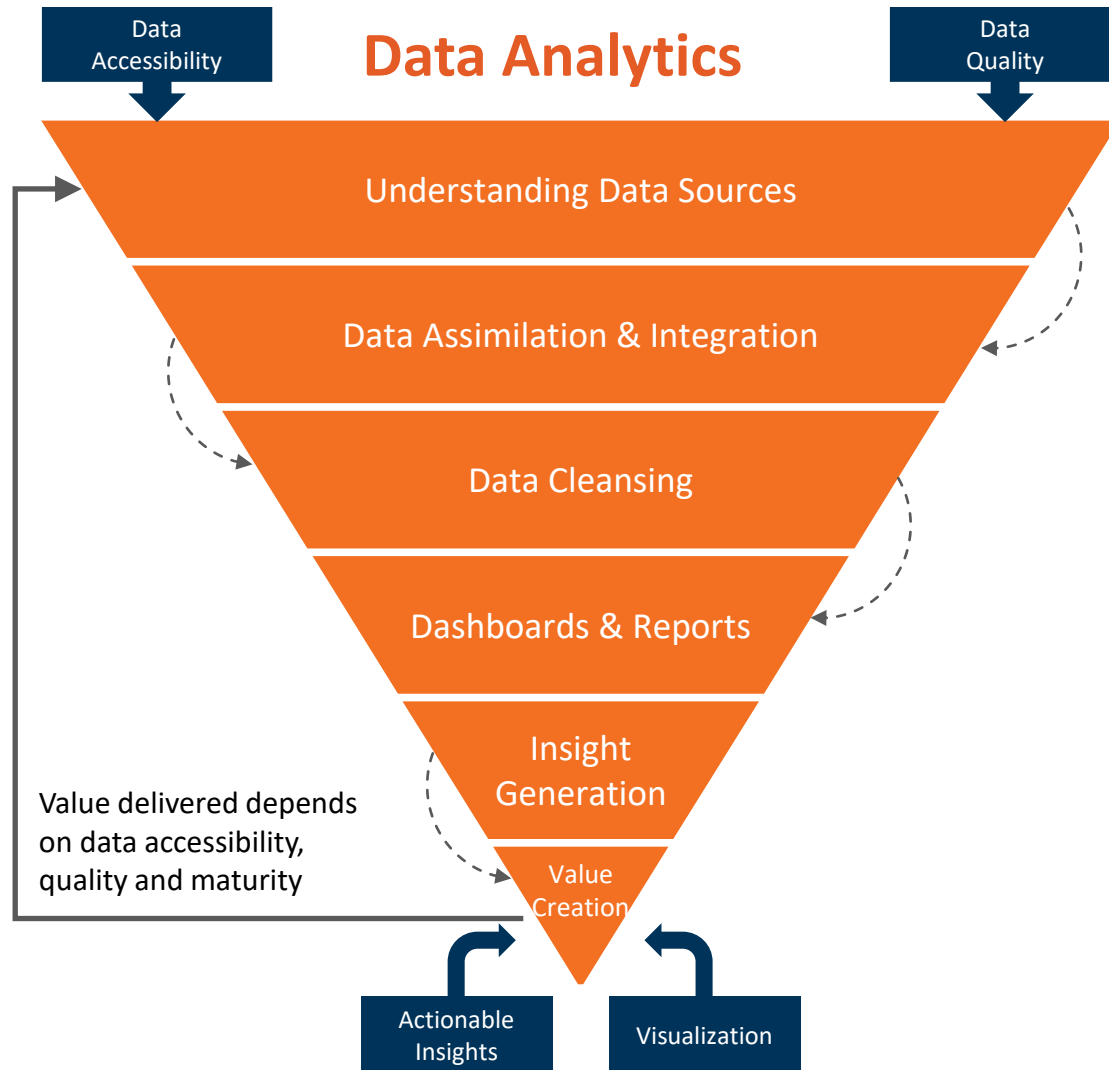 Data
Accessibility
Data Analytics
Data
Quality
Understanding Data Sources
Data Assimilation & Integration
Data Cleansing
Dashboards & Reports
Insight
Generation
Value delivered depends
on data accessibility,
quality and maturity
Value
Creation
Actionable
Insights
Visualization